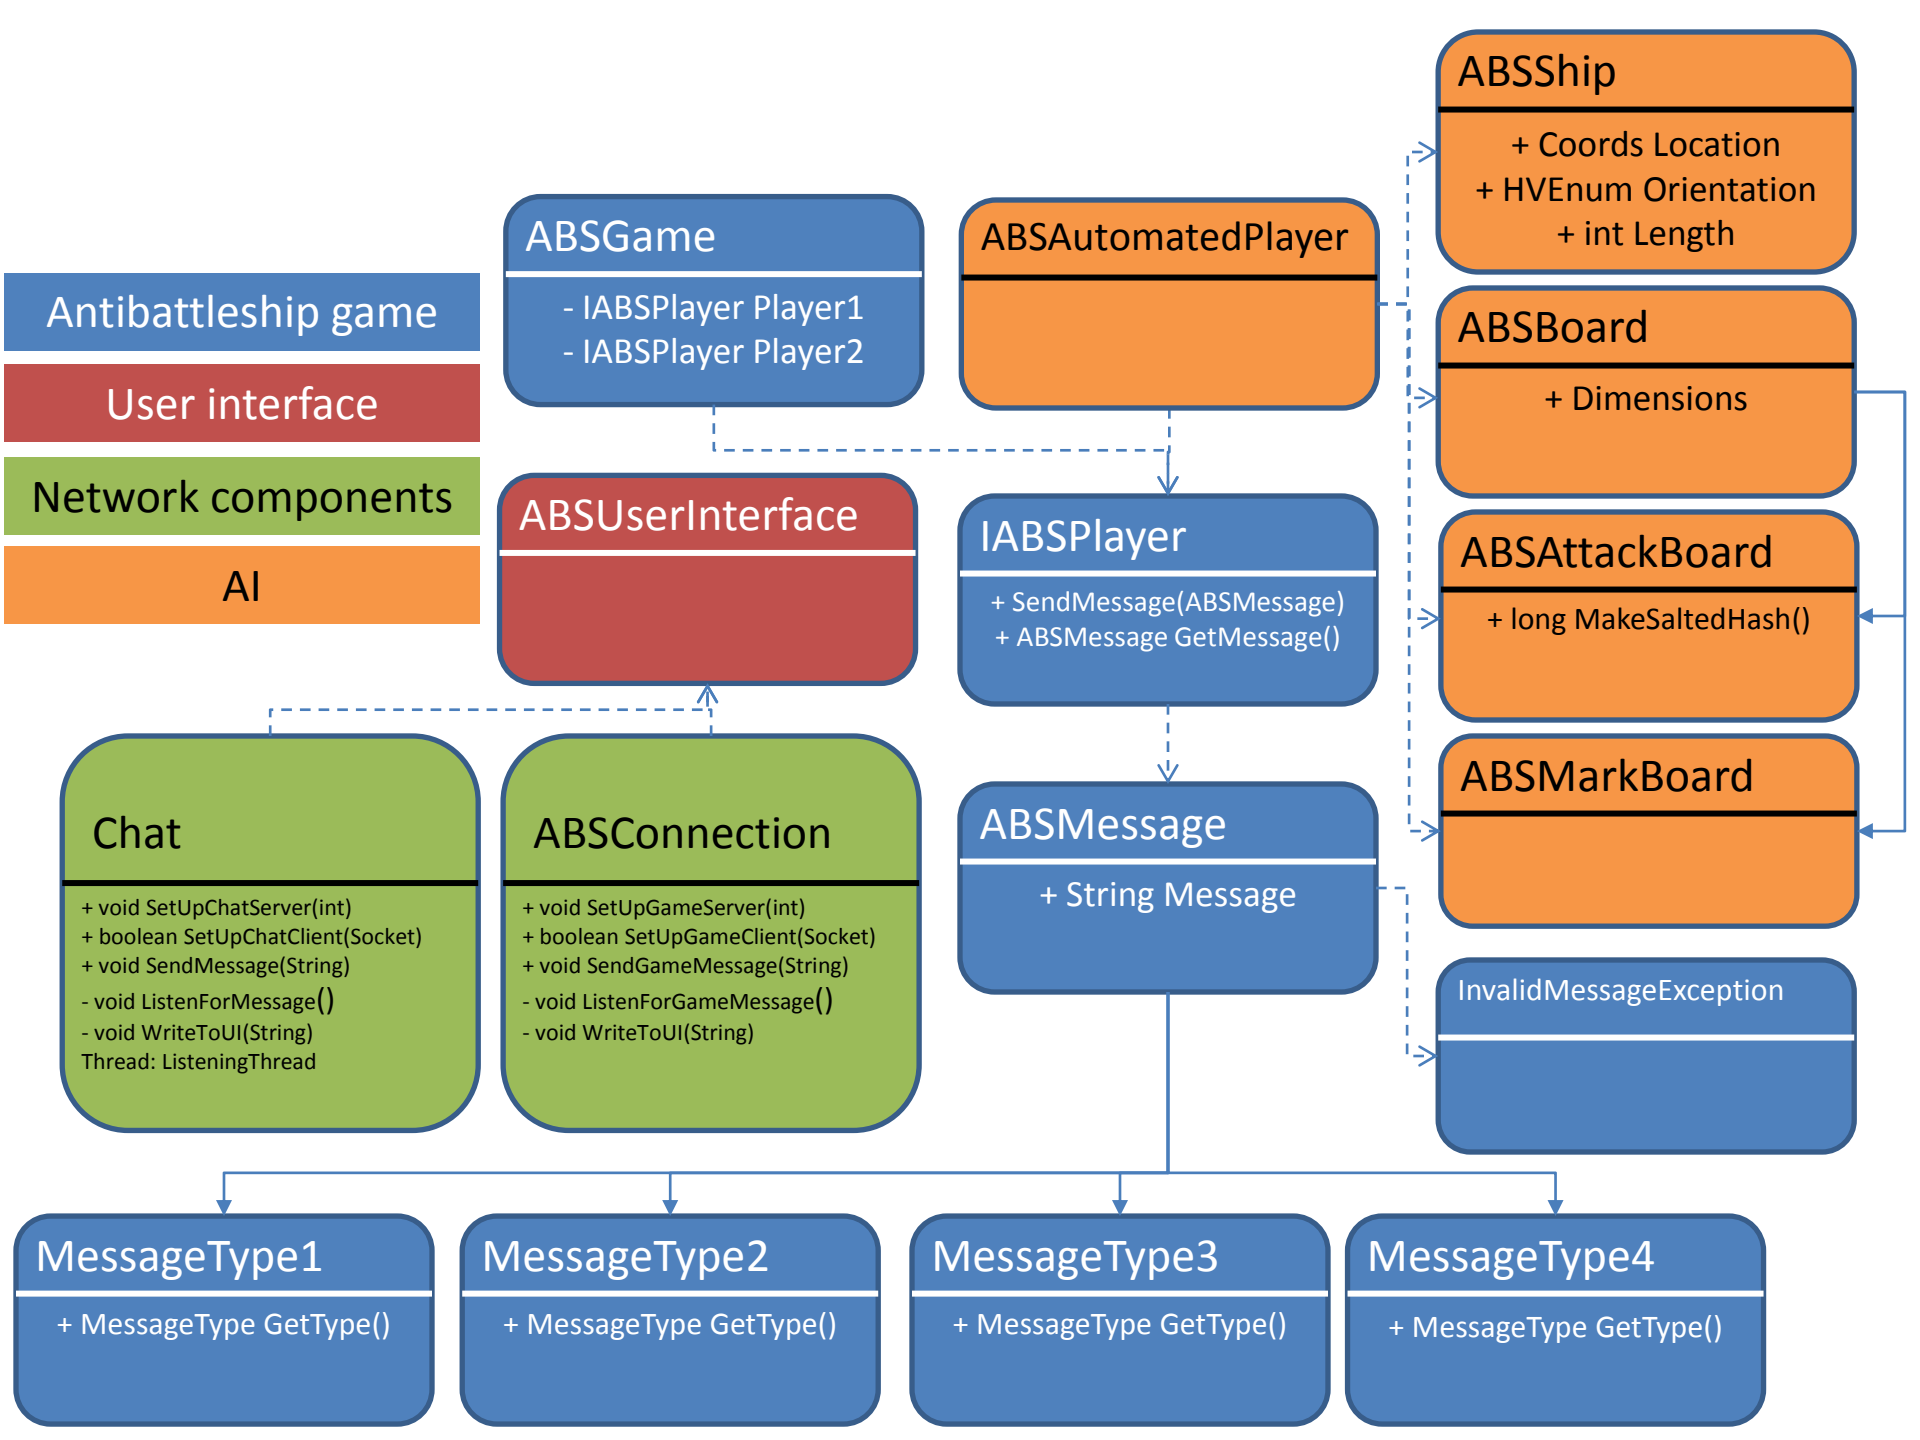 Antibattleship game
User interface
Network components
AI
ABSGame
- IABSPlayer Player1
- IABSPlayer Player2
ABSAutomatedPlayer
ABSShip
+ Coords Location
+ HVEnum Orientation
+ int Length
ABSBoard
+ Dimensions
ABSUserInterface
IABSPlayer
+ SendMessage(ABSMessage)
+ ABSMessage GetMessage()
ABSAttackBoard
+ long MakeSaltedHash()
Chat
+ void SetUpChatServer(int)
+ boolean SetUpChatClient(Socket)
+ void SendMessage(String)
- void ListenForMessage()
- void WriteToUI(String)
Thread: ListeningThread
ABSConnection
+ void SetUpGameServer(int)
+ boolean SetUpGameClient(Socket)
+ void SendGameMessage(String)
- void ListenForGameMessage()
- void WriteToUI(String)
ABSMessage
+ String Message
ABSMarkBoard
InvalidMessageException
MessageType1
+ MessageType GetType()
MessageType2
+ MessageType GetType()
MessageType3
+ MessageType GetType()
MessageType4
+ MessageType GetType()